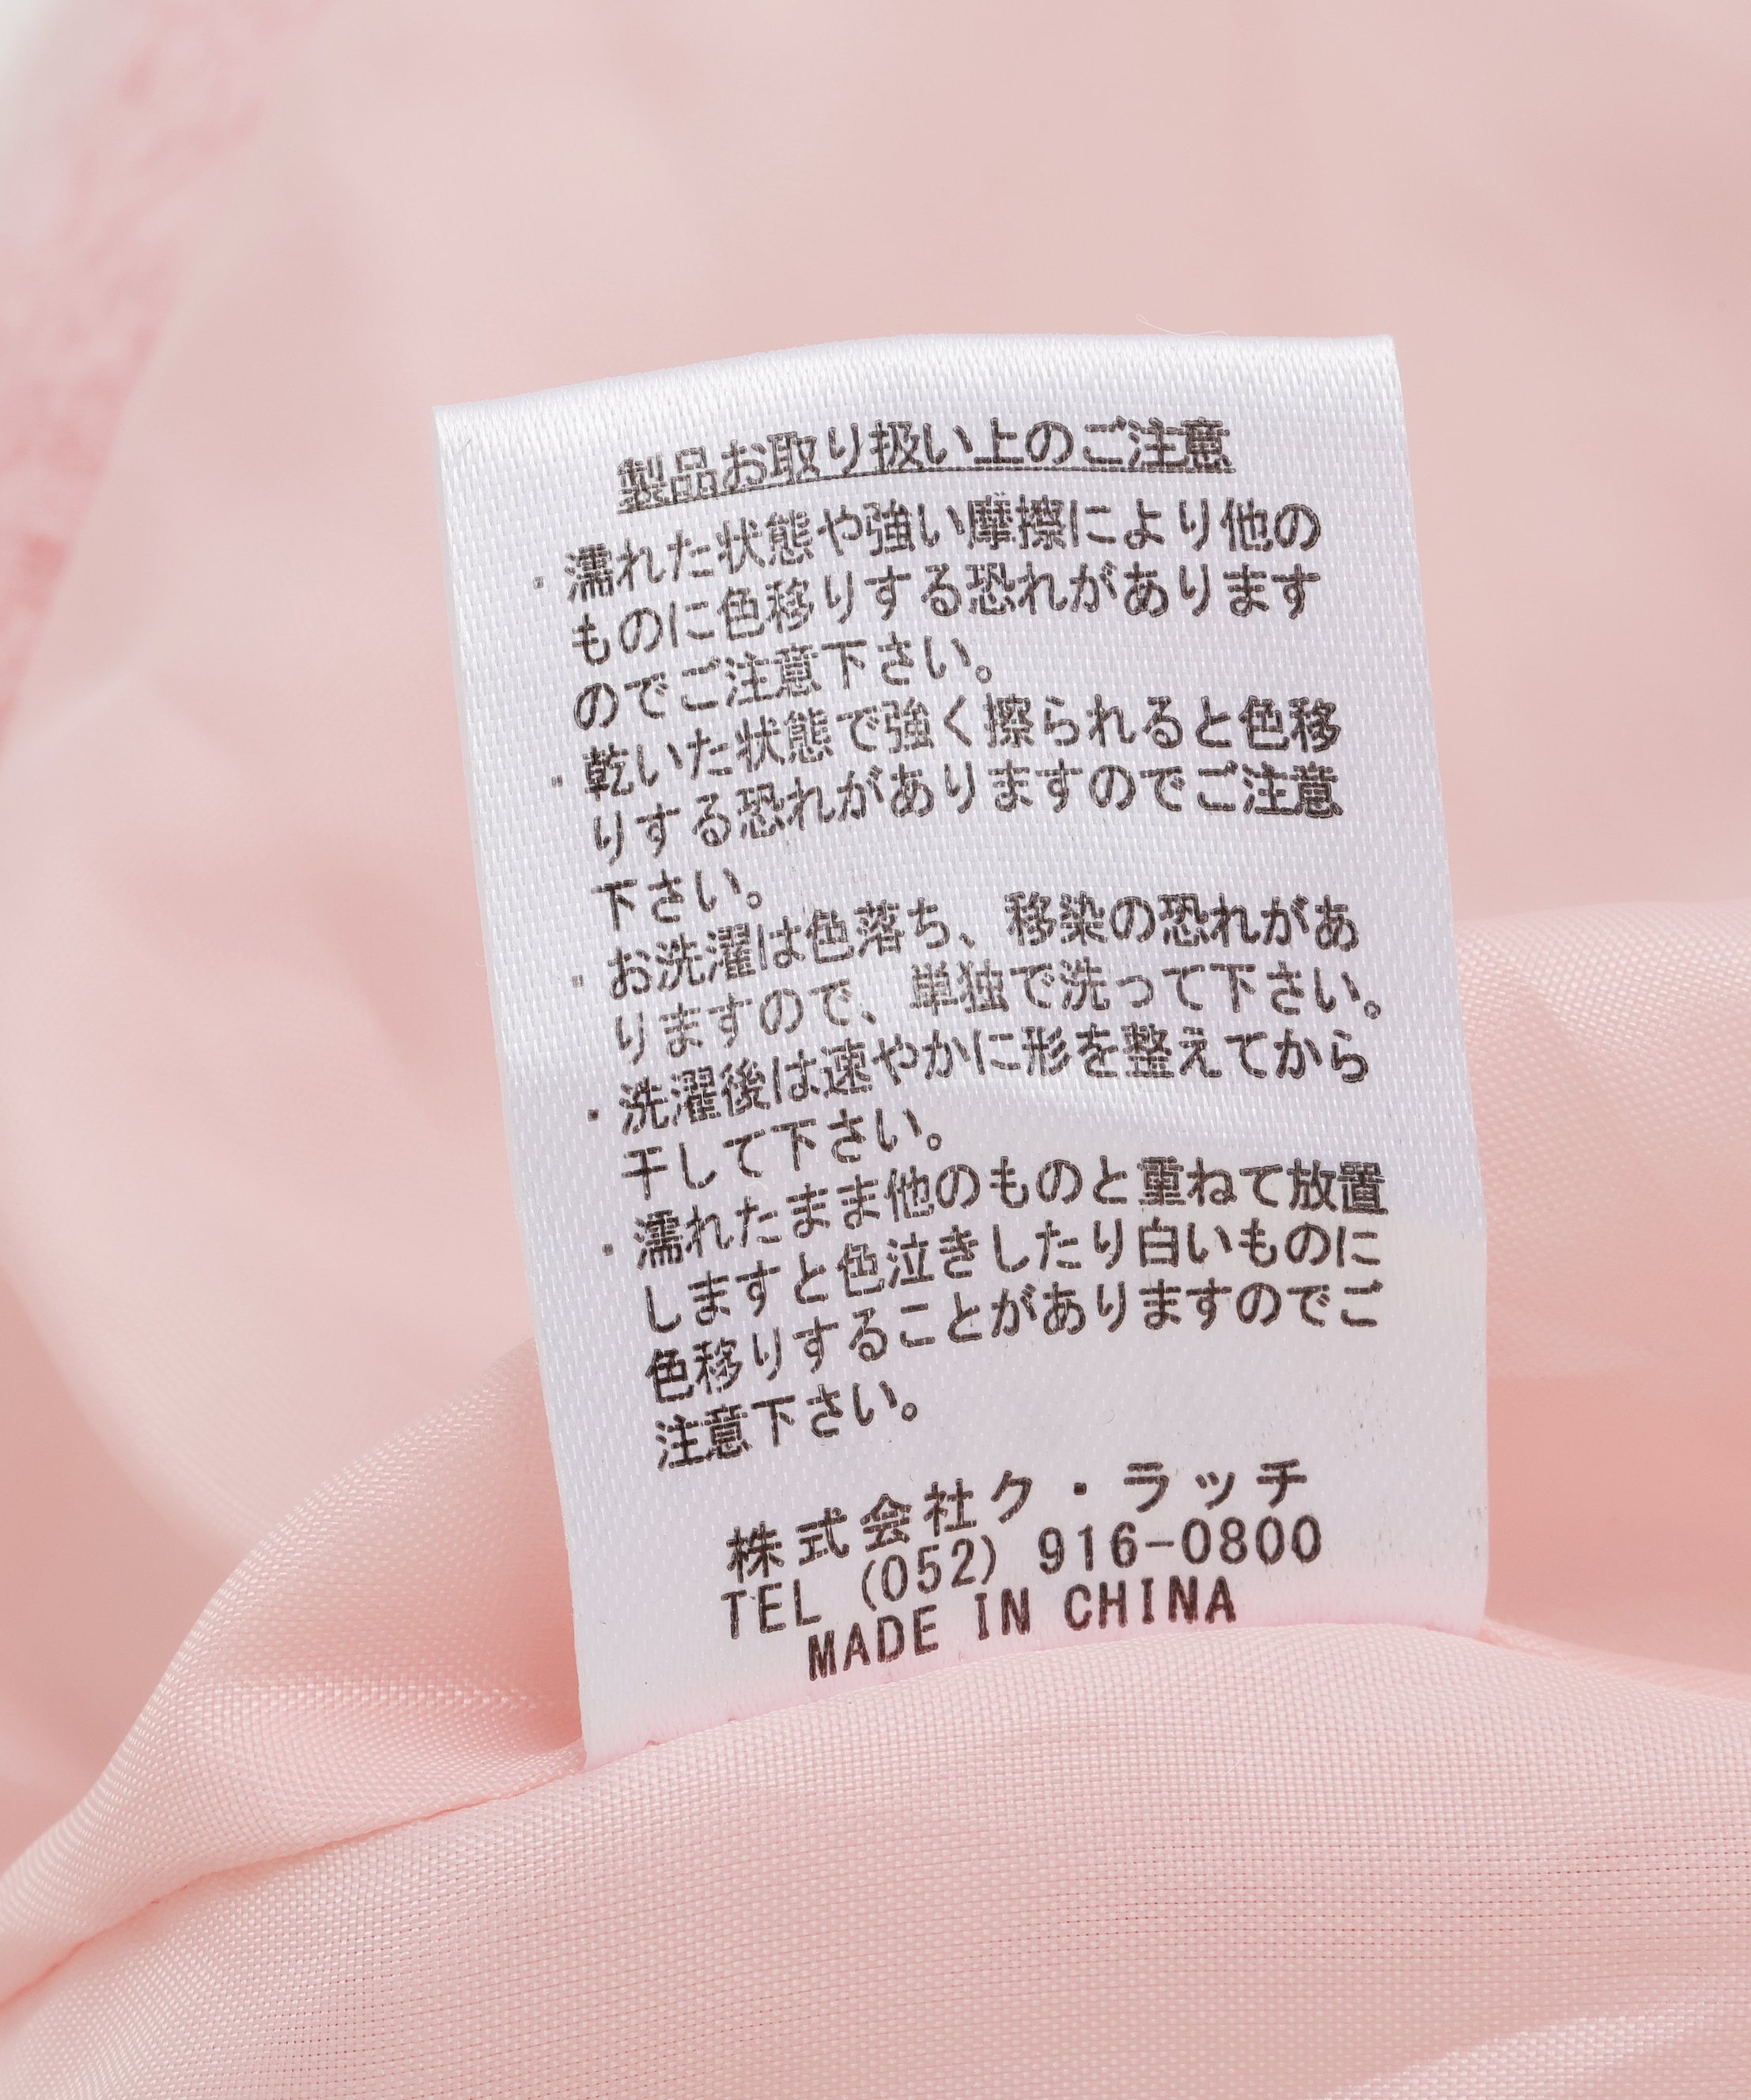 製品お取り扱い上のご注意
・濡れた状態や強い摩擦により他の
ものに色移りする恐れがあります
のでご注意下さい。
・乾いた状態で強く擦られると色移
りする恐れがありますのでご注意
下さい。
・お洗濯は色落ち、移染の恐れがあ
りますので、単独で洗って下さい。
・洗濯後は速やかに形を整えてから
干して下さい。
・濡れたまま他のものと重ねて放置
しますと色泣きしたり白いものに
色移りすることがありますのでご
注意下さい。
株式会社ク・ラッチ
TEL (052) 916-0800
MADE IN CHINA